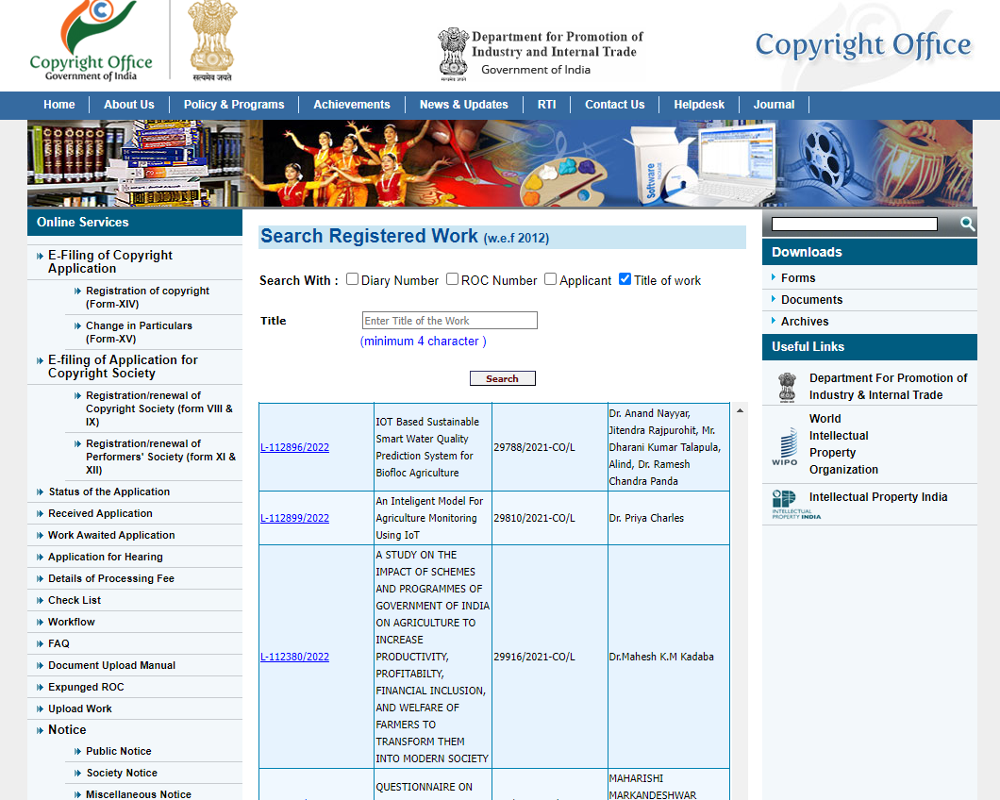 Copyright Office
Government of India
सत्यमेव जयते
Department for Promotion of
Industry and Internal Trade
Government of India
Copyright Office
Home
About Us
Policy & Programs
Achievements
News & Updates
RTI
Contact Us
Helpdesk
Journal
Software
Online Services
E-Filing of Copyright
Application
Registration of copyright
(Form-XIV)
Change in Particulars
(Form-XV)
E-filing of Application for
Copyright Society
Registration/renewal of
Copyright Society (form VIII &
IX)
Registration/renewal of
Performers' Society (form XI &
XII)
Status of the Application
Received Application
Work Awaited Application
Application for Hearing
Details of Processing Fee
Check List
Workflow
FAQ
Document Upload Manual
Expunged ROC
Upload Work
Notice
Public Notice
Society Notice
Miscellaneous Notice
Search Registered Work (w.e.f 2012)
Search With : Diary Number ROC Number Applicant Title of work
Title
Enter Title of the Work
(minimum 4 character )
Search
L-112896/2022
IOT Based Sustainable
Smart Water Quality
Prediction System for
Biofloc Agriculture
29788/2021-CO/L
Dr. Anand Nayyar,
Jitendra Rajpurohit, Mr.
Dharani Kumar Talapula,
Alind, Dr. Ramesh
Chandra Panda
L-112899/2022
An Inteligent Model For
Agriculture Monitoring
Using IoT
29810/2021-CO/L
Dr. Priya Charles
L-112380/2022
A STUDY ON THE
IMPACT OF SCHEMES
AND PROGRAMMES OF
GOVERNMENT OF INDIA
ON AGRICULTURE TO
INCREASE
PRODUCTIVITY,
PROFITABILTY,
FINANCIAL INCLUSION,
AND WELFARE OF
FARMERS TO
TRANSFORM THEM
INTO MODERN SOCIETY
29916/2021-CO/L
Dr.Mahesh K.M Kadaba
QUESTIONNAIRE ON
MAHARISHI
MARKANDESHWAR
Downloads
Forms
Documents
Archives
Useful Links
Department For Promotion of
Industry & Internal Trade
WIPO
World
Intellectual
Property
Organization
INTELLECTUAL
PROPERTY INDIA
Intellectual Property India